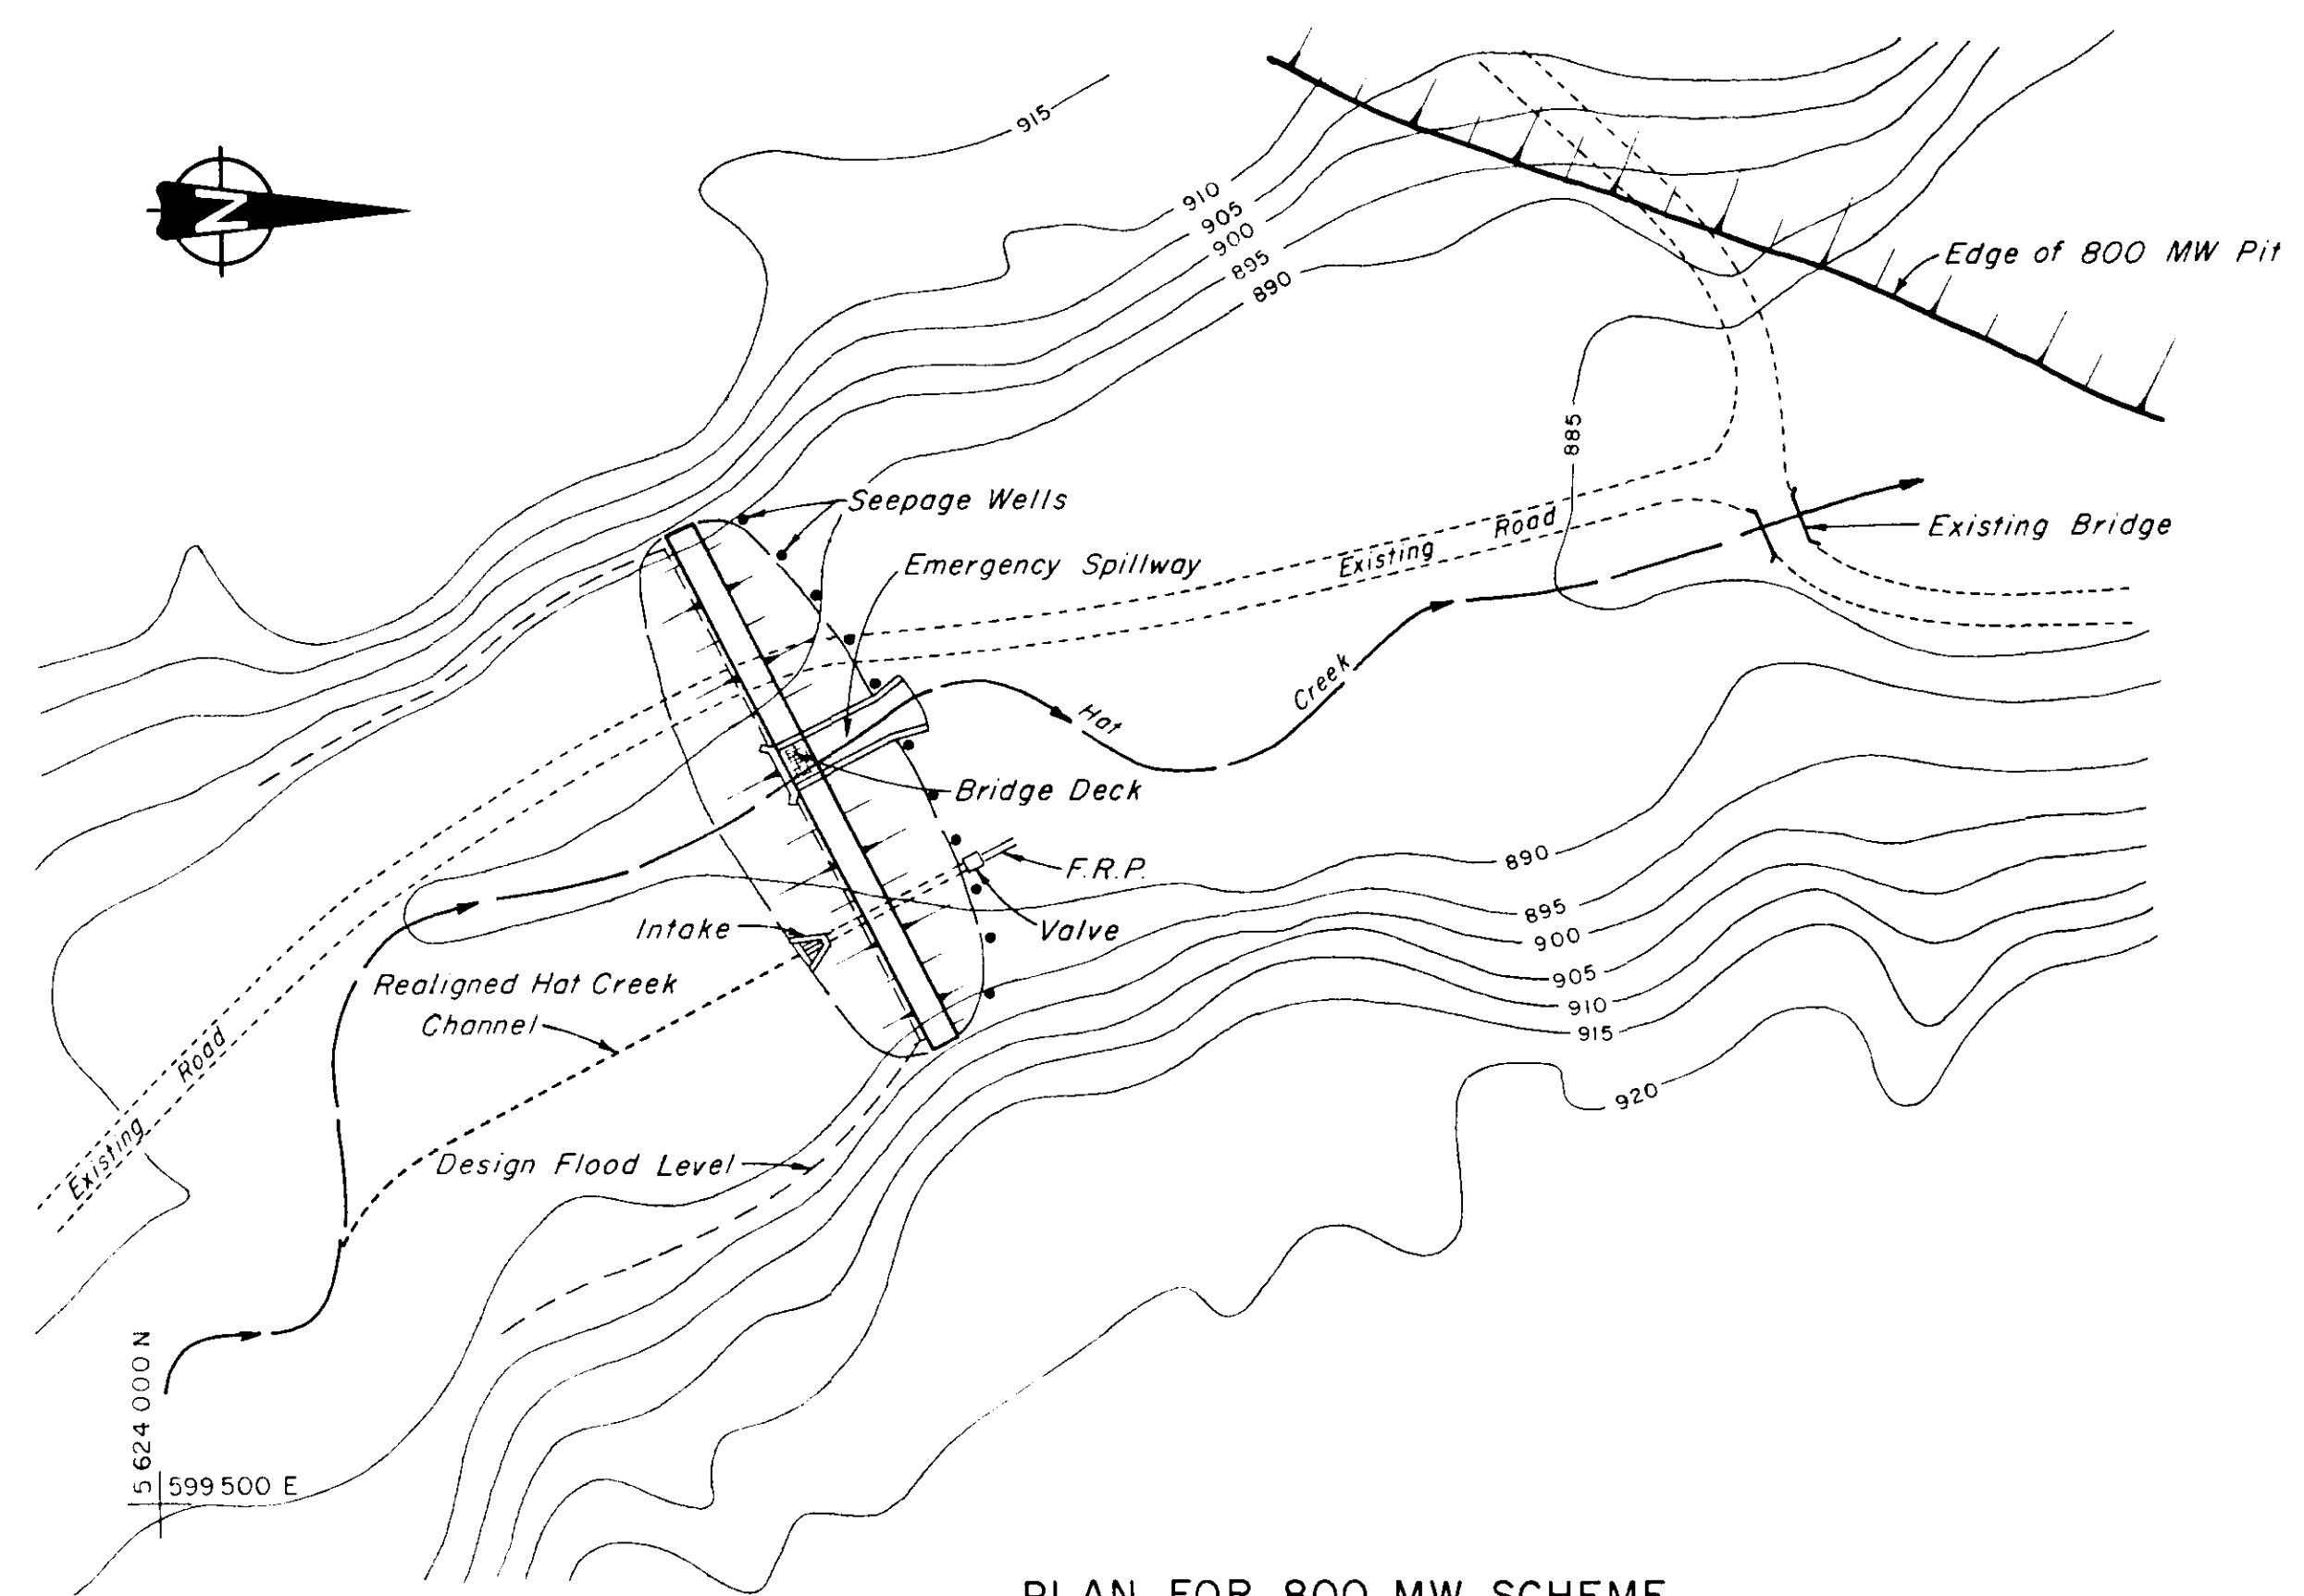 915
N
910
905
900
895
890
Edge of 800 MW Pit
885
Seepage Wells
Existing Road
Existing Bridge
Emergency Spillway
Hat Creek
Bridge Deck
890
F.R.P.
Intake
Valve
895
900
905
910
915
Realigned Hat Creek
Channel
Existing Road
920
Design Flood Level
5 624 000 N
599 500 E
PLAN FOR 800 MW SCHEME